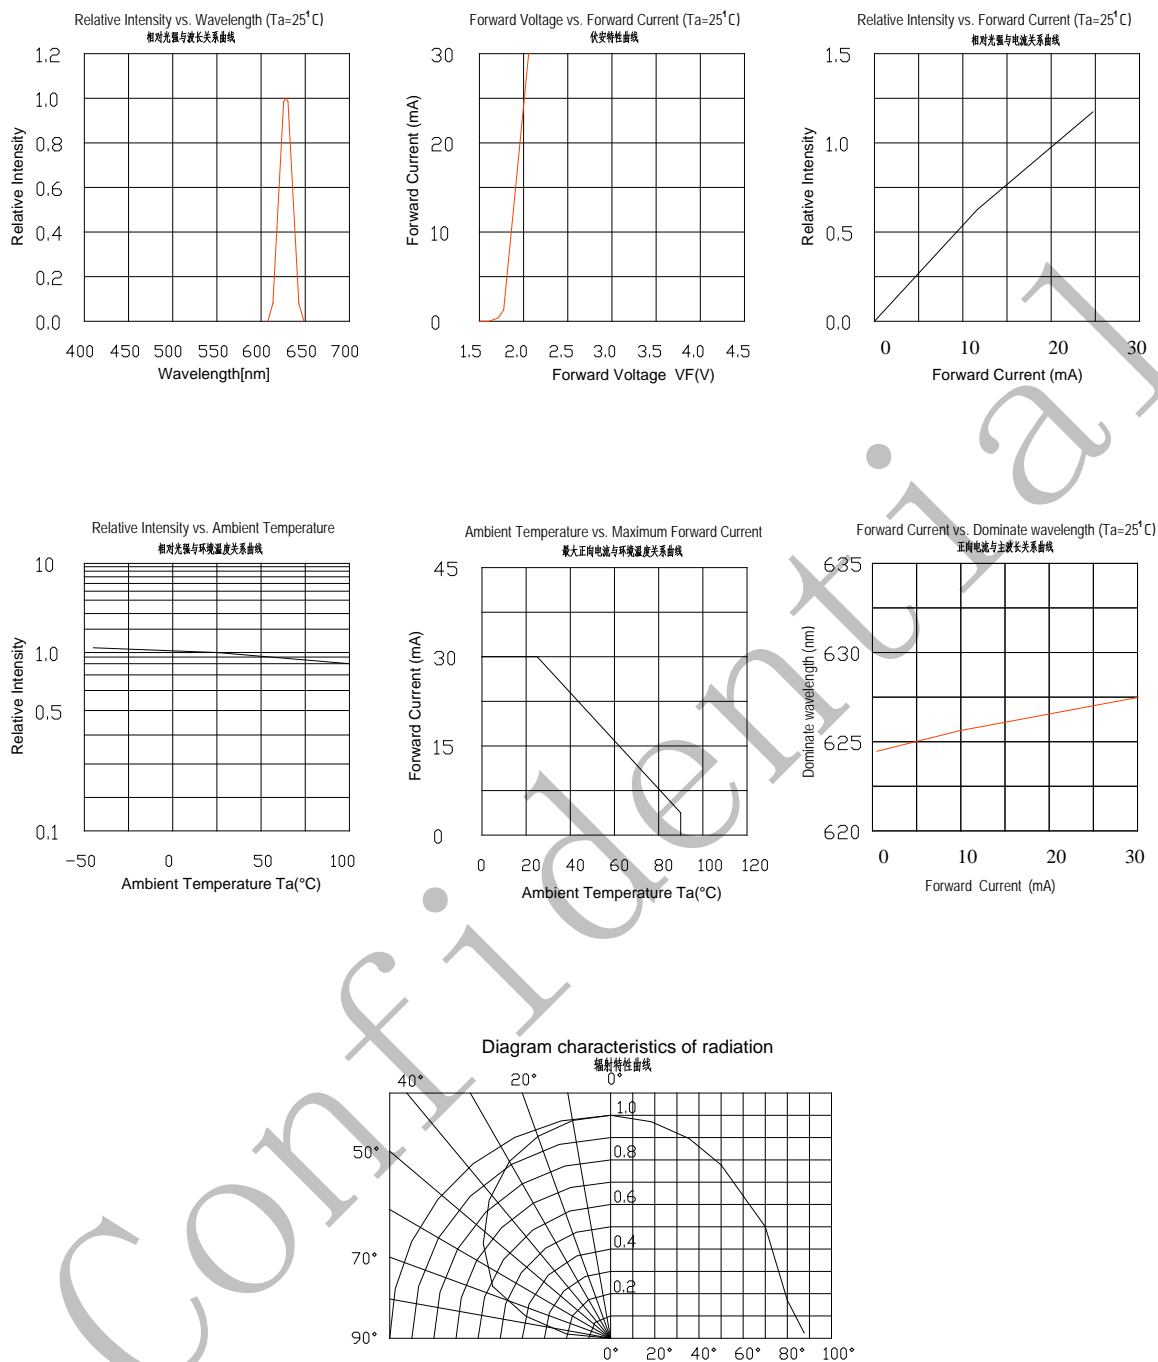 Relative Intensity vs. Wavelength (Ta=25℃)
相对光强与波长关系曲线
1.2
1.0
0.8
0.6
0.4
0.2
0.0
Relative Intensity
400 450 500 550 600 650 700
Wavelength[nm]
Forward Voltage vs. Forward Current (Ta=25℃)
伏安特性曲线
30
20
10
0
Forward Current (mA)
1.5 2.0 2.5 3.0 3.5 4.0 4.5
Forward Voltage VF(V)
Relative Intensity vs. Forward Current (Ta=25℃)
相对光强与电流关系曲线
1.5
1.0
0.5
0.0
Relative Intensity
0 10 20 30
Forward Current (mA)
Relative Intensity vs. Ambient Temperature
相对光强与环境温度关系曲线
10
1.0
0.5
0.1
Relative Intensity
-50 0 50 100
Ambient Temperature Ta(°C)
Ambient Temperature vs. Maximum Forward Current
最大正向电流与环境温度关系曲线
45
30
15
0
Forward Current (mA)
0 20 40 60 80 100 120
Ambient Temperature Ta(°C)
Forward Current vs. Dominate wavelength (Ta=25℃)
正向电流与主波长关系曲线
635
630
625
620
Dominate wavelength (nm)
0 10 20 30
Forward Current (mA)
Diagram characteristics of radiation
辐射特性曲线
40° 20° 0°
50°
70°
90°
1.0
0.8
0.6
0.4
0.2
0° 20° 40° 60° 80° 100°
Confidential